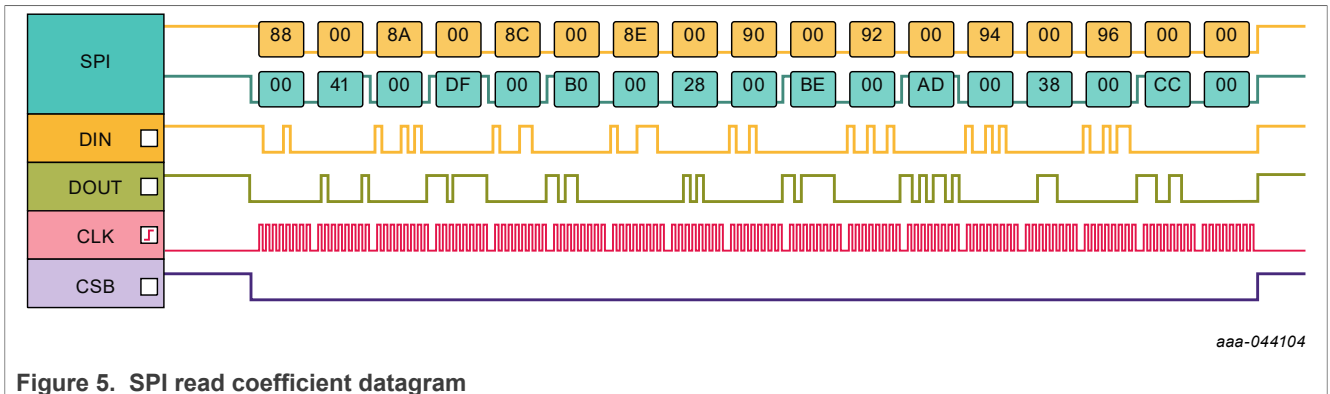 SPI
88 00 8A 00 8C 00 8E 00 90 00 92 00 94 00 96 00 00
00 41 00 DF 00 B0 00 28 00 BE 00 AD 00 38 00 CC 00
DIN
DOUT
CLK
CSB
aaa-044104
Figure 5. SPI read coefficient datagram